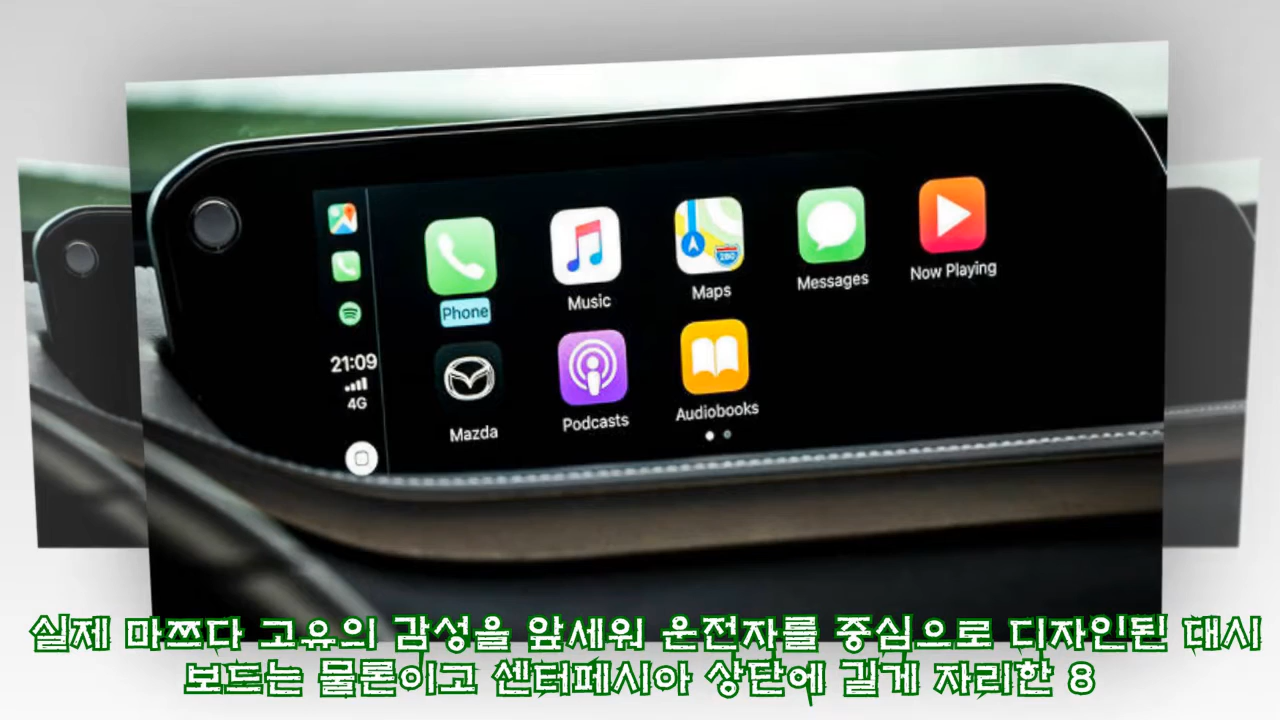 Phone
Music
Maps
280
Messages
Now Playing
21:09
4G
Mazda
Podcasts
Audiobooks
실제 마쯔다 고유의 감성을 앞세워 운전자를 중심으로 디자인된 대시
보드는 물론이고 센터페시아 상단에 길게 자리한 8